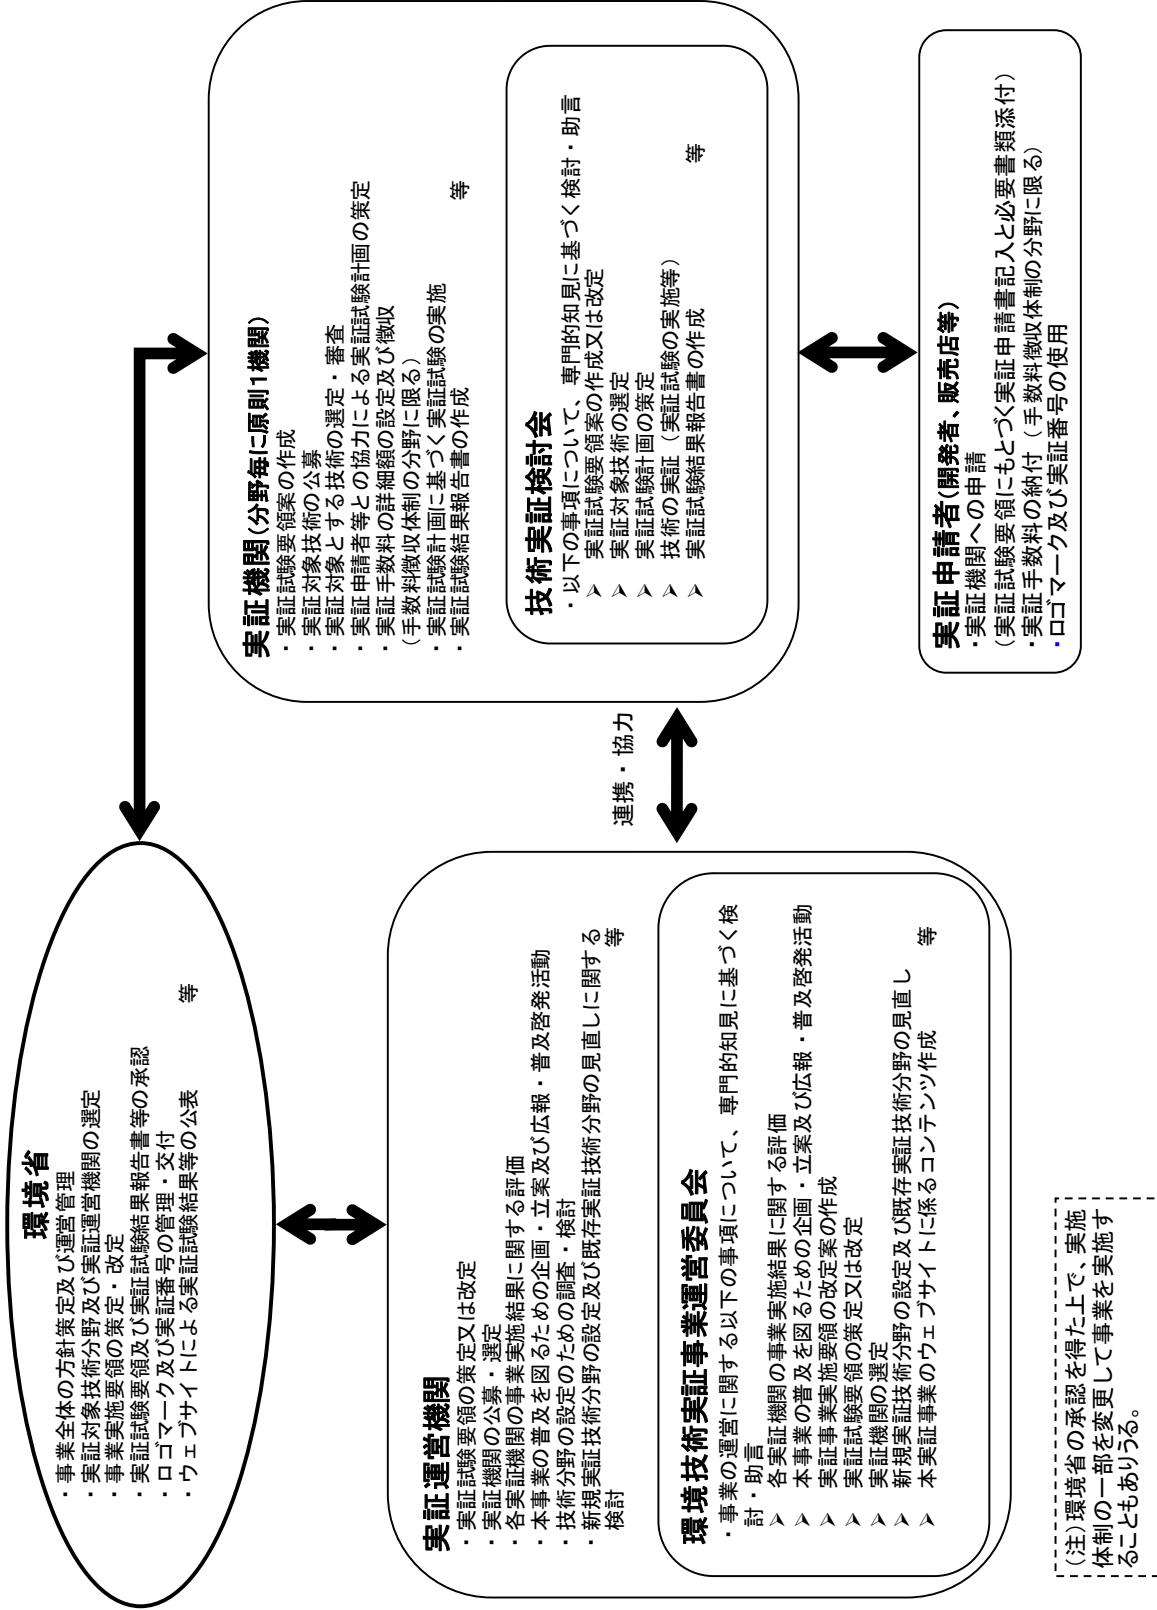 環境省
・事業全体の方針策定及び運営管理
・実証対象技術分野及び実証運営機関の選定
・事業実施要領の策定・改定
・実証試験要領及び実証試験結果報告書等の承認
・ロゴマーク及び実証番号の管理・交付
・ウェブサイトによる実証試験結果等の公表
等
実証運営機関
・実証試験要領の策定又は改定
・実証機関の公募・選定
・各実証機関の事業実施結果に関する評価
・本事業の普及を図るための企画・立案及び広報・普及啓発活動
・技術分野の設定のための調査・検討
・新規実証技術分野の設定及び既存実証技術分野の見直しに関する
検討 等
環境技術実証事業運営委員会
・事業の運営に関する以下の事項について、専門的知見に基づく検
討・助言
➢ 各実証機関の事業実施結果に関する評価
➢ 本事業の普及を図るための企画・立案及び広報・普及啓発活動
➢ 実証事業実施要領の改定案の作成
➢ 実証試験要領の策定又は改定
➢ 実証機関の選定
➢ 新規実証技術分野の設定及び既存実証技術分野の見直し
➢ 本実証事業のウェブサイトに係るコンテンツ作成 等
連携・協力
実証機関(分野毎に原則1機関)
・実証試験要領案の作成
・実証対象技術の公募
・実証対象とする技術の選定・審査
・実証申請者等との協力による実証試験計画の策定
・実証手数料の詳細額の設定及び徴収
(手数料徴収体制の分野に限る)
・実証試験計画に基づく実証試験の実施
・実証試験結果報告書の作成 等
技術実証検討会
・以下の事項について、専門的知見に基づく検討・助言
➢ 実証試験要領案の作成又は改定
➢ 実証対象技術の選定
➢ 実証試験計画の策定
➢ 技術の実証(実証試験の実施等)
➢ 実証試験結果報告書の作成 等
実証申請者(開発者、販売店等)
・実証機関への申請
(実証試験要領にもとづく実証申請書記入と必要書類添付)
・実証手数料の納付(手数料徴収体制の分野に限る)
・ロゴマーク及び実証番号の使用
(注)環境省の承認を得た上で、実施
体制の一部を変更して事業を実施す
ることもありうる。